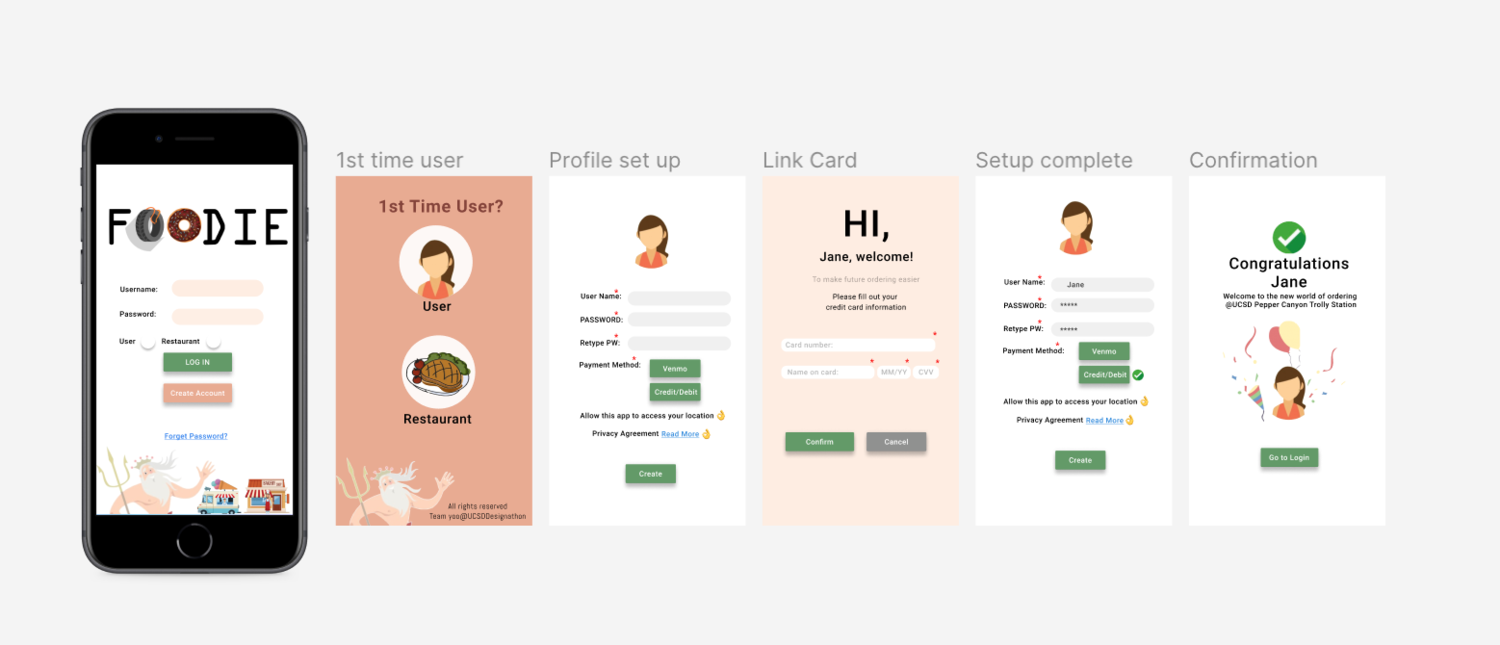 FOODIE
Username:
Password:
User Restaurant
LOG IN
Create Account
Forget Password?
1st time user
1st Time User?
User
Restaurant
All rights reserved
Team yoo@UCSDDesignathon
Profile set up
User Name:*
PASSWORD:*
Retype PW:*
Payment Method:*
Venmo
Credit/Debit
Allow this app to access your location 👌
Privacy Agreement Read More 👌
Create
Link Card
HI,
Jane, welcome!
To make future ordering easier
Please fill out your
credit card information
Card number: *
Name on card: * MM/YY * CVV *
Confirm Cancel
Setup complete
User Name:* Jane
PASSWORD:* *****
Retype PW:* *****
Payment Method:*
Venmo
Credit/Debit
Allow this app to access your location 👌
Privacy Agreement Read More 👌
Create
Confirmation
Congratulations
Jane
Welcome to the new world of ordering
@UCSD Pepper Canyon Trolly Station
Go to Login